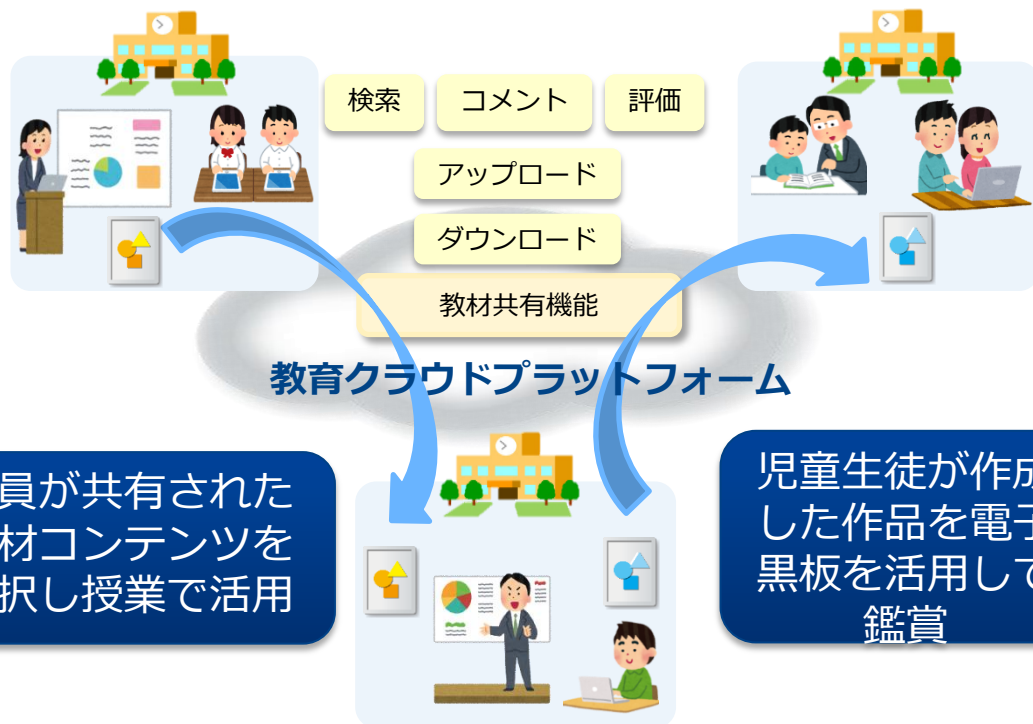 検索
コメント
評価
アップロード
ダウンロード
教材共有機能
教育クラウドプラットフォーム
員が共有された
材コンテンツを
択し授業で活用
児童生徒が作成
した作品を電子
黒板を活用して
鑑賞